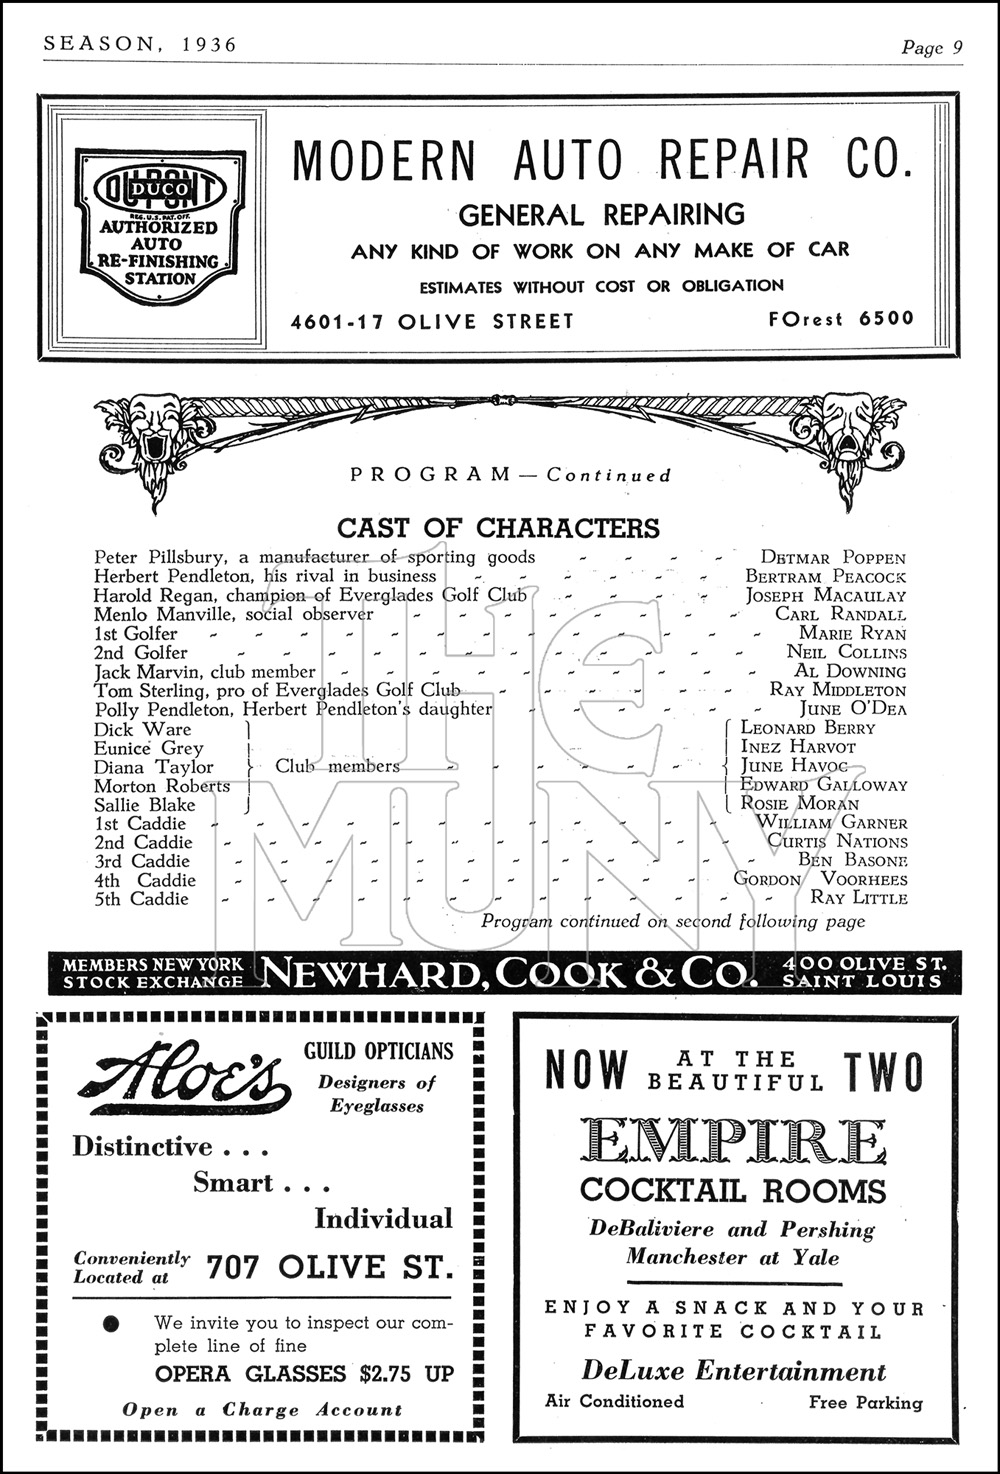 SEASON, 1936
Page 9
DUPONT
DUCO
REG. U.S. PAT. OFF.
AUTHORIZED
AUTO
RE-FINISHING
STATION
MODERN AUTO REPAIR CO.
GENERAL REPAIRING
ANY KIND OF WORK ON ANY MAKE OF CAR
ESTIMATES WITHOUT COST OR OBLIGATION
4601-17 OLIVE STREET FOrest 6500
PROGRAM—Continued
CAST OF CHARACTERS
Peter Pillsbury, a manufacturer of sporting goods - - - - DETMAR POPPEN
Herbert Pendleton, his rival in business - - - - - - BERTRAM PEACOCK
Harold Regan, champion of Everglades Golf Club - - - - JOSEPH MACAULAY
Menlo Manville, social observer - - - - - - - - CARL RANDALL
1st Golfer - - - - - - - - - - - - MARIE RYAN
2nd Golfer - - - - - - - - - - - - NEIL COLLINS
Jack Marvin, club member - - - - - - - - - - AL DOWNING
Tom Sterling, pro of Everglades Golf Club - - - - - - - RAY MIDDLETON
Polly Pendleton, Herbert Pendleton's daughter - - - - - - JUNE O'DEA
Dick Ware LEONARD BERRY
Eunice Grey INEZ HARVOT
Diana Taylor } Club members - - - - - - { JUNE HAVOC
Morton Roberts EDWARD GALLOWAY
Sallie Blake ROSIE MORAN
1st Caddie - - - - - - - - - - - - WILLIAM GARNER
2nd Caddie - - - - - - - - - - - - CURTIS NATIONS
3rd Caddie - - - - - - - - - - - - BEN BASONE
4th Caddie - - - - - - - - - - - - GORDON VOORHEES
5th Caddie - - - - - - - - - - - - RAY LITTLE
Program continued on second following page
THE
MUNY
MEMBERS NEW YORK
STOCK EXCHANGE
NEWHARD, COOK & CO.
400 OLIVE ST.
SAINT LOUIS
Aloe's
GUILD OPTICIANS
Designers of
Eyeglasses
Distinctive . . .
Smart . . .
Individual
Conveniently
Located at
707 OLIVE ST.
We invite you to inspect our com-
plete line of fine
OPERA GLASSES $2.75 UP
Open a Charge Account
NOW AT THE BEAUTIFUL TWO
EMPIRE
COCKTAIL ROOMS
DeBaliviere and Pershing
Manchester at Yale
ENJOY A SNACK AND YOUR
FAVORITE COCKTAIL
DeLuxe Entertainment
Air Conditioned Free Parking